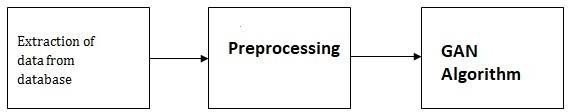 Extraction of
data from
database
Preprocessing
GAN
Algorithm